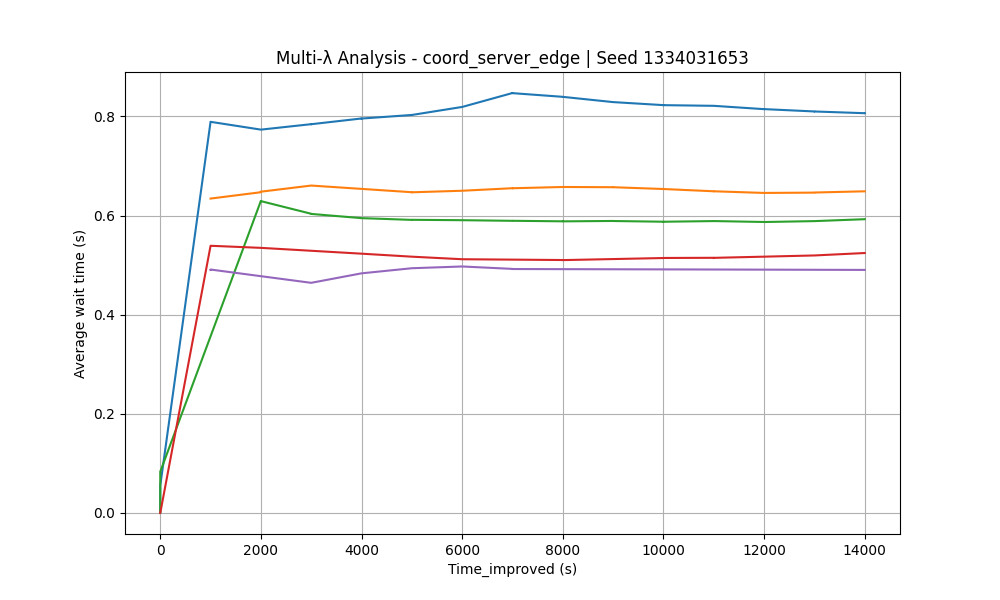 Multi-λ Analysis - coord_server_edge | Seed 1334031653
Average wait time (s)
0.8
0.6
0.4
0.2
0.0
0 2000 4000 6000 8000 10000 12000 14000
Time_improved (s)